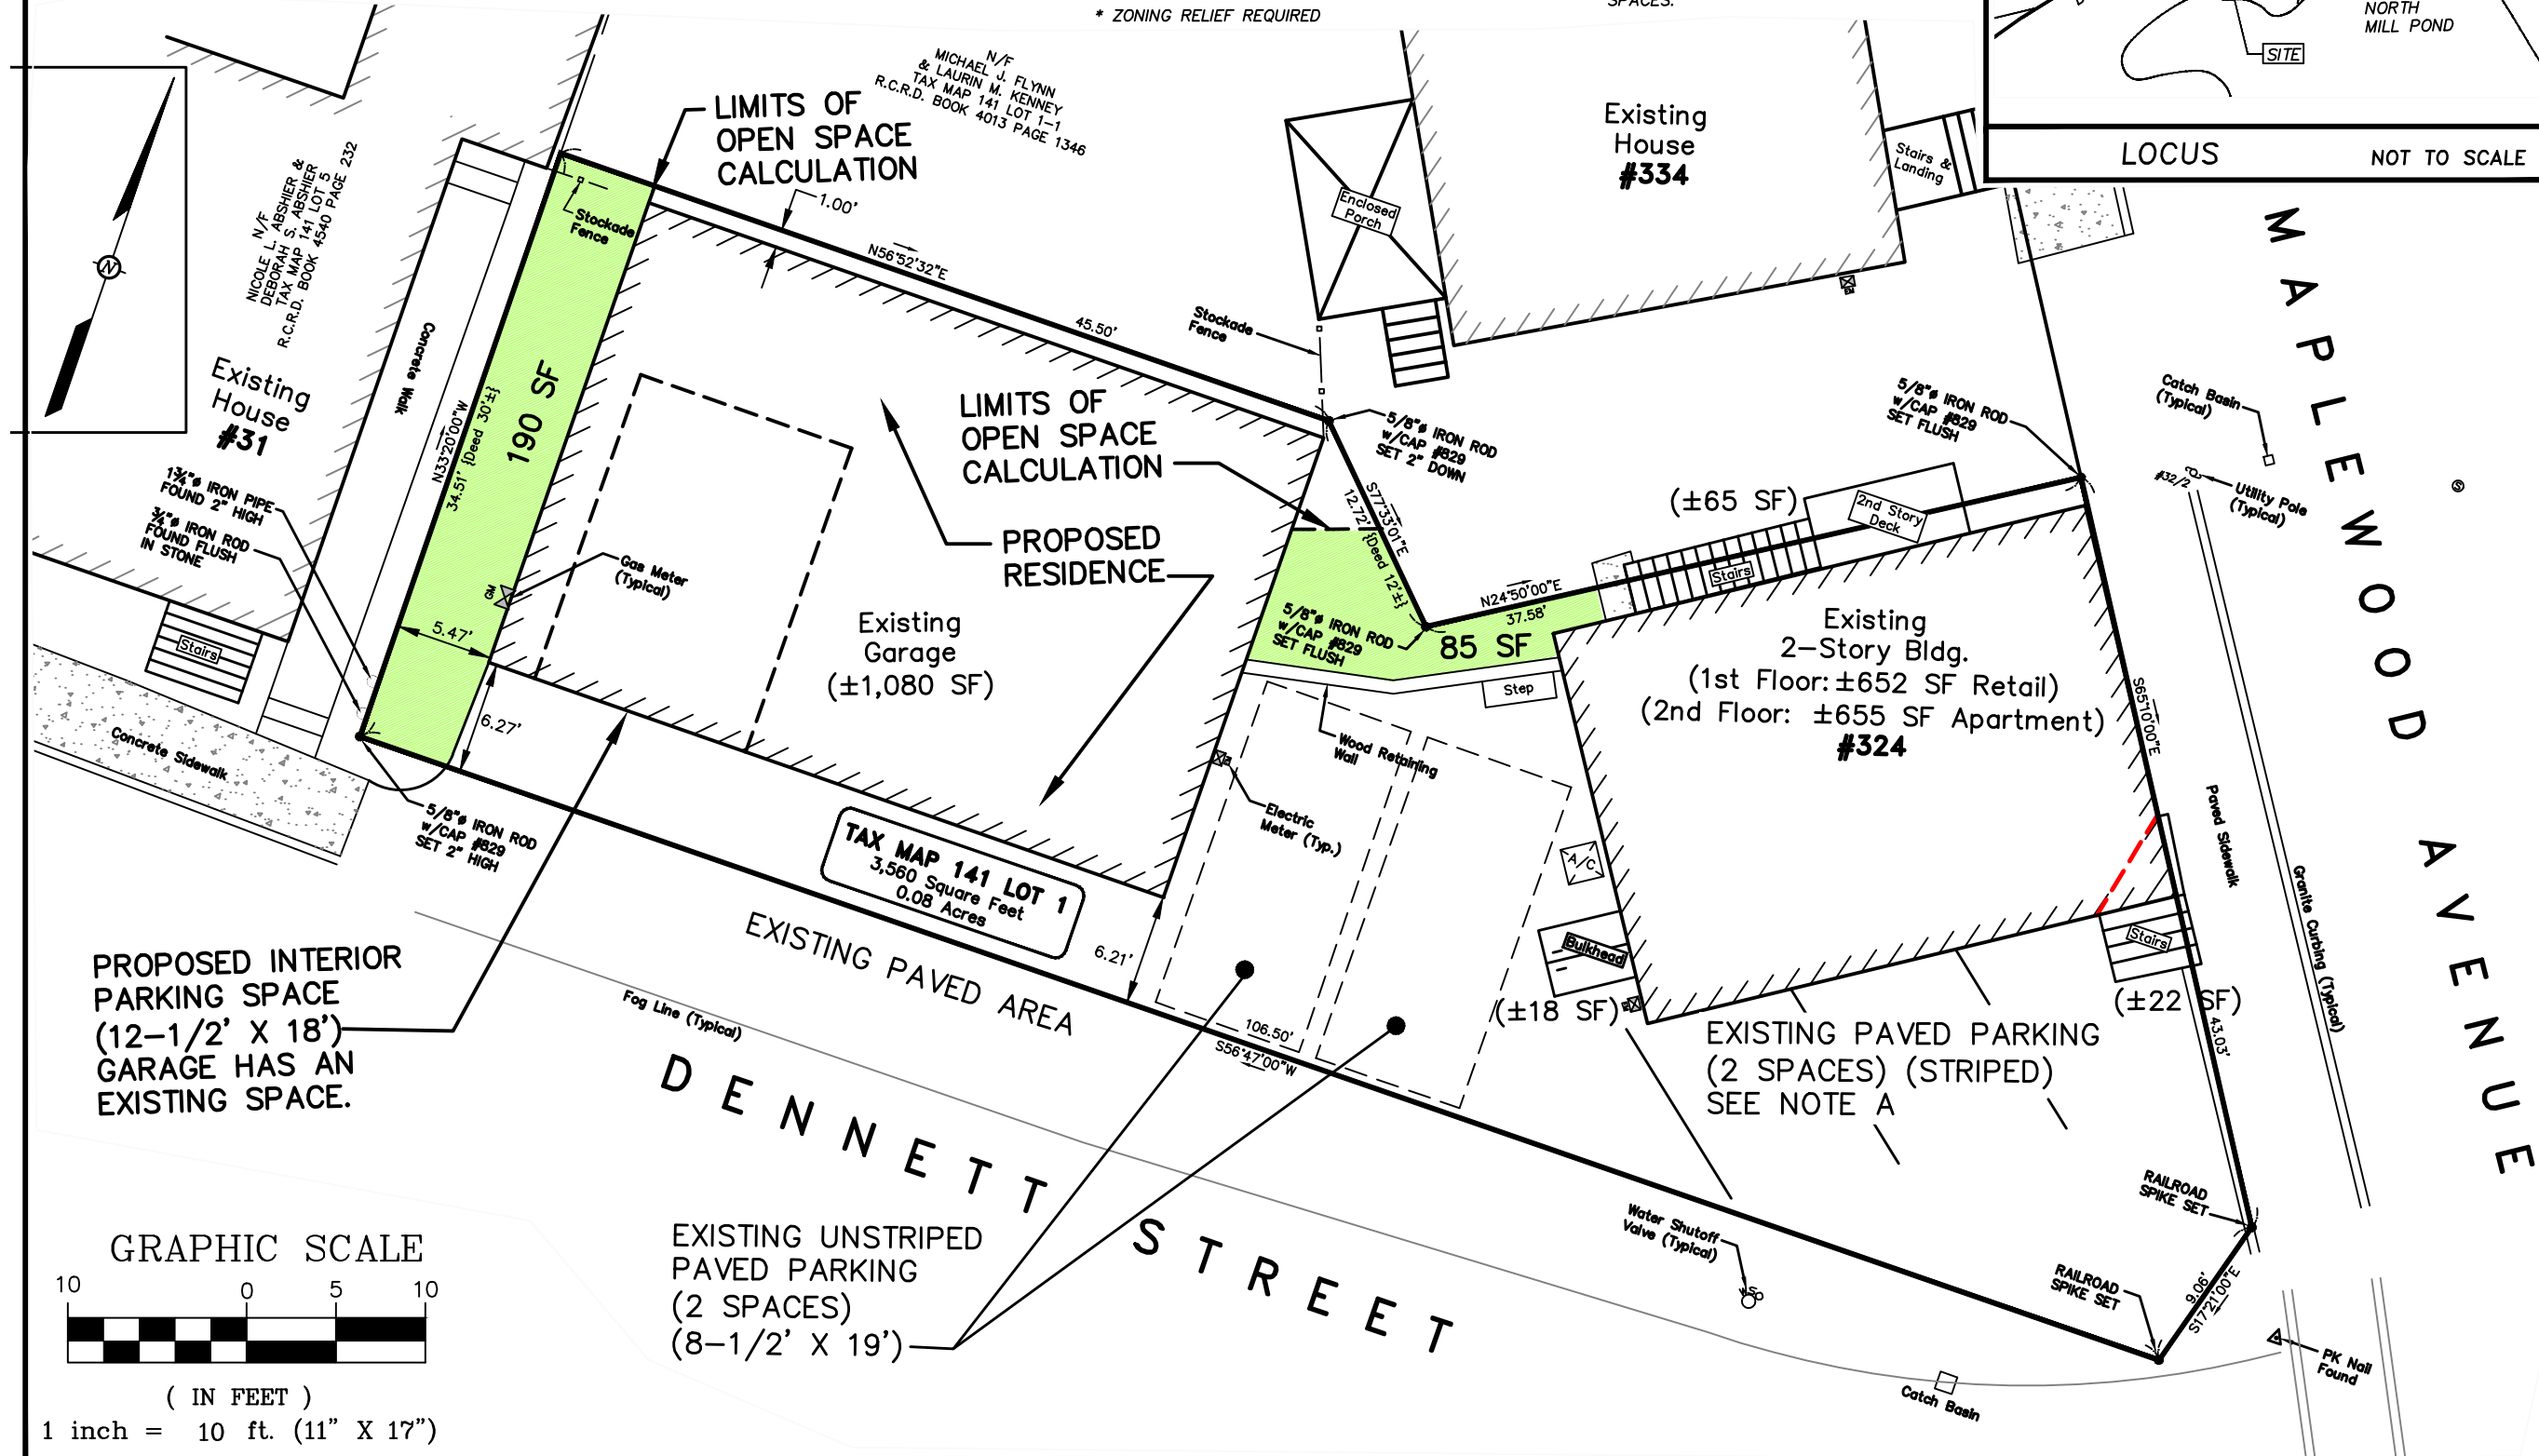 * ZONING RELIEF REQUIRED
SPACES.
NORTH
MILL POND
SITE
LOCUS
NOT TO SCALE
N/F
MICHAEL J. FLYNN
& LAURIN M. KENNEY
TAX MAP 141 LOT 1-1
R.C.R.D. BOOK 4013 PAGE 1346
LIMITS OF
OPEN SPACE
CALCULATION
Existing
House
#334
Stairs &
Landing
Enclosed
Porch
N
N/F
NICOLE L. ABSHIER &
DEBORAH S. ABSHIER
TAX MAP 141 LOT 5
R.C.R.D. BOOK 4540 PAGE 232
Stockade
Fence
1.00'
N56°52'32"E
45.50'
Stockade
Fence
Concrete Walk
Existing
House
#31
N33°20'00"W
34.51' {Deed 30'±}
190 SF
1¾"ø IRON PIPE
FOUND 2" HIGH
¾"ø IRON ROD
FOUND FLUSH
IN STONE
Gas Meter
(Typical)
GM
LIMITS OF
OPEN SPACE
CALCULATION
5/8"ø IRON ROD
w/CAP #829
SET 2" DOWN
S77°33'01"E
12.72' {Deed 12'±}
PROPOSED
RESIDENCE
5/8"ø IRON ROD
w/CAP #829
SET FLUSH
Catch Basin
(Typical)
#32/2
Utility Pole
(Typical)
S
MAPLEWOOD AVENUE
(±65 SF)
2nd Story
Deck
Stairs
N24°50'00"E
37.58'
5/8"ø IRON ROD
w/CAP #829
SET FLUSH
85 SF
Step
Existing
Garage
(±1,080 SF)
Existing
2-Story Bldg.
(1st Floor: ±652 SF Retail)
(2nd Floor: ±655 SF Apartment)
#324
S65°10'00"E
43.03'
5.47'
6.27'
Stairs
Concrete Sidewalk
5/8"ø IRON ROD
w/CAP #829
SET 2" HIGH
Wood Retaining
Wall
Electric
Meter (Typ.)
A/C
Bulkhead
(±18 SF)
Stairs
(±22 SF)
Paved Sidewalk
Granite Curbing (Typical)
TAX MAP 141 LOT 1
3,560 Square Feet
0.08 Acres
6.21'
EXISTING PAVED AREA
Fog Line (Typical)
106.50'
S56°47'00"W
PROPOSED INTERIOR
PARKING SPACE
(12-1/2' X 18')
GARAGE HAS AN
EXISTING SPACE.
EXISTING PAVED PARKING
(2 SPACES) (STRIPED)
SEE NOTE A
DENNETT STREET
EXISTING UNSTRIPED
PAVED PARKING
(2 SPACES)
(8-1/2' X 19')
Water Shutoff
Valve (Typical)
WSO
RAILROAD
SPIKE SET
RAILROAD
SPIKE SET
9.06'
S17°21'00"E
PK Nail
Found
Catch Basin
GRAPHIC SCALE
10 0 5 10
( IN FEET )
1 inch = 10 ft. (11" X 17")